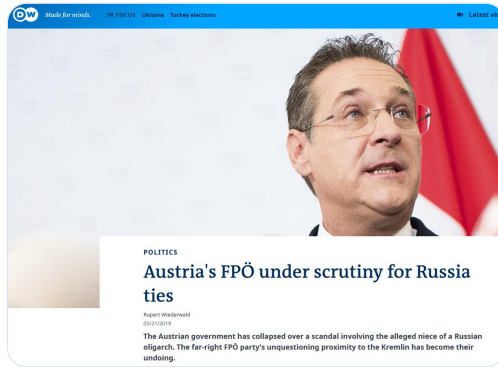 DW Made for minds. IN FOCUS Ukraine Turkey elections Latest vi
POLITICS
Austria's FPÖ under scrutiny for Russia
ties
Rupert Wiederwald
05/21/2019
The Austrian government has collapsed over a scandal involving the alleged niece of a Russian
oligarch. The far-right FPÖ party's unquestioning proximity to the Kremlin has become their
undoing.